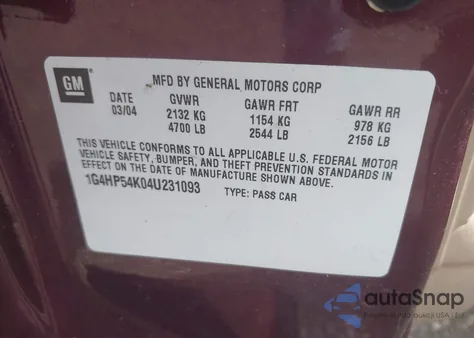 GM
MFD BY GENERAL MOTORS CORP
DATE GVWR GAWR FRT GAWR RR
03/04 2132 KG 1154 KG 978 KG
4700 LB 2544 LB 2156 LB
THIS VEHICLE CONFORMS TO ALL APPLICABLE U.S. FEDERAL MOTOR
VEHICLE SAFETY, BUMPER, AND THEFT PREVENTION STANDARDS IN
EFFECT ON THE DATE OF MANUFACTURE SHOWN ABOVE.
1G4HP54K04U231093 TYPE: PASS CAR
autoSnap